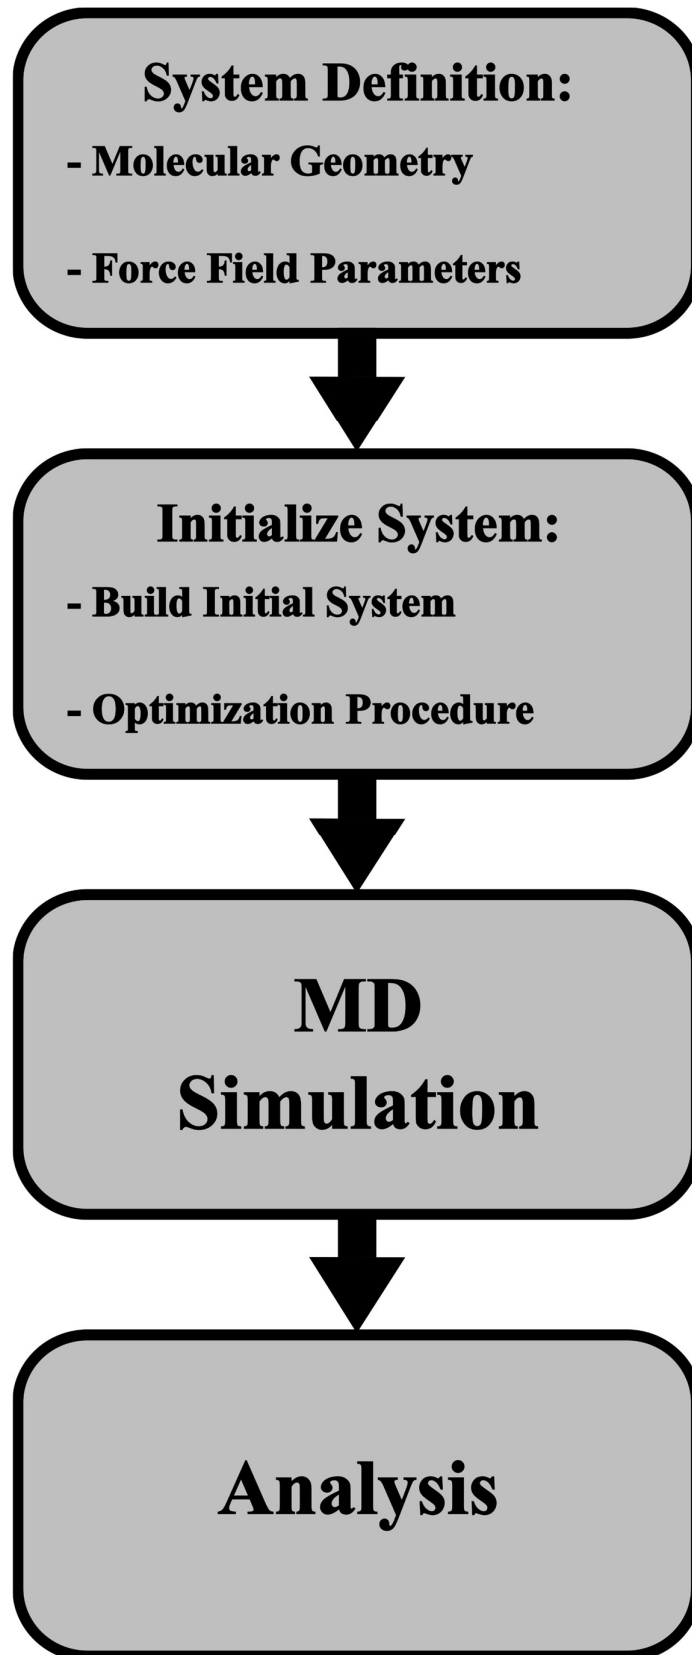 System Definition:
- Molecular Geometry
- Force Field Parameters
Initialize System:
- Build Initial System
- Optimization Procedure
MD
Simulation
Analysis